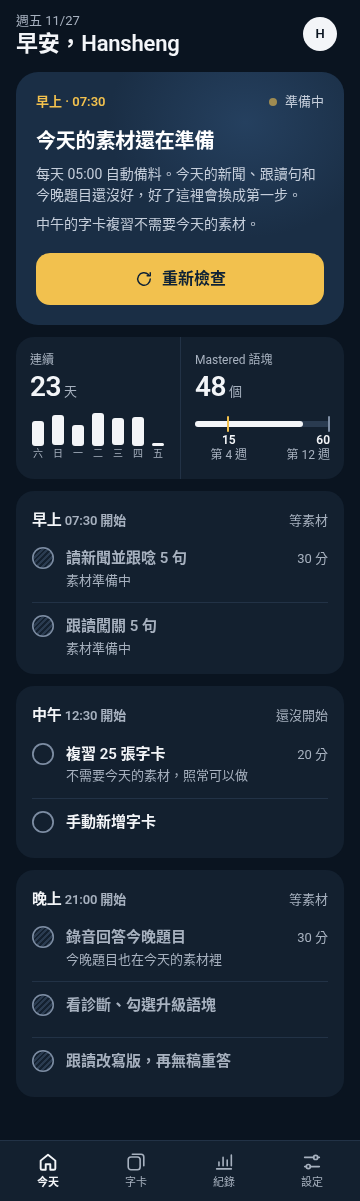 週五 11/27
早安，Hansheng
H
早上 · 07:30
準備中
今天的素材還在準備
每天 05:00 自動備料。今天的新聞、跟讀句和
今晚題目還沒好，好了這裡會換成第一步。
中午的字卡複習不需要今天的素材。
重新檢查
連續
23 天
六 日 一 二 三 四 五
Mastered 語塊
48 個
15 60
第 4 週 第 12 週
早上 07:30 開始 等素材
請新聞並跟唸 5 句 30 分
素材準備中
跟讀闖關 5 句
素材準備中
中午 12:30 開始 還沒開始
複習 25 張字卡 20 分
不需要今天的素材，照常可以做
手動新增字卡
晚上 21:00 開始 等素材
錄音回答今晚題目 30 分
今晚題目也在今天的素材裡
看診斷、勾選升級語塊
跟讀改寫版，再無稿重答
今天 字卡 紀錄 設定